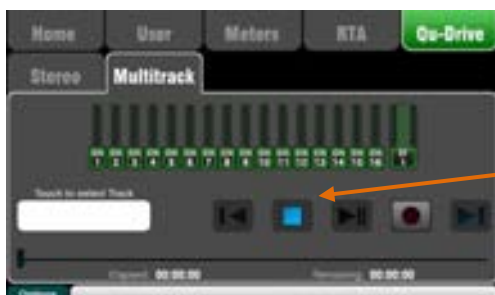 Home User Meters RTA Qu-Drive
Stereo Multitrack
1 2 3 4 5 6 7 8 9 10 11 12 13 14 15 16
Touch to select Track
Elapsed: 00:00:00 Remaining: 00:00:00